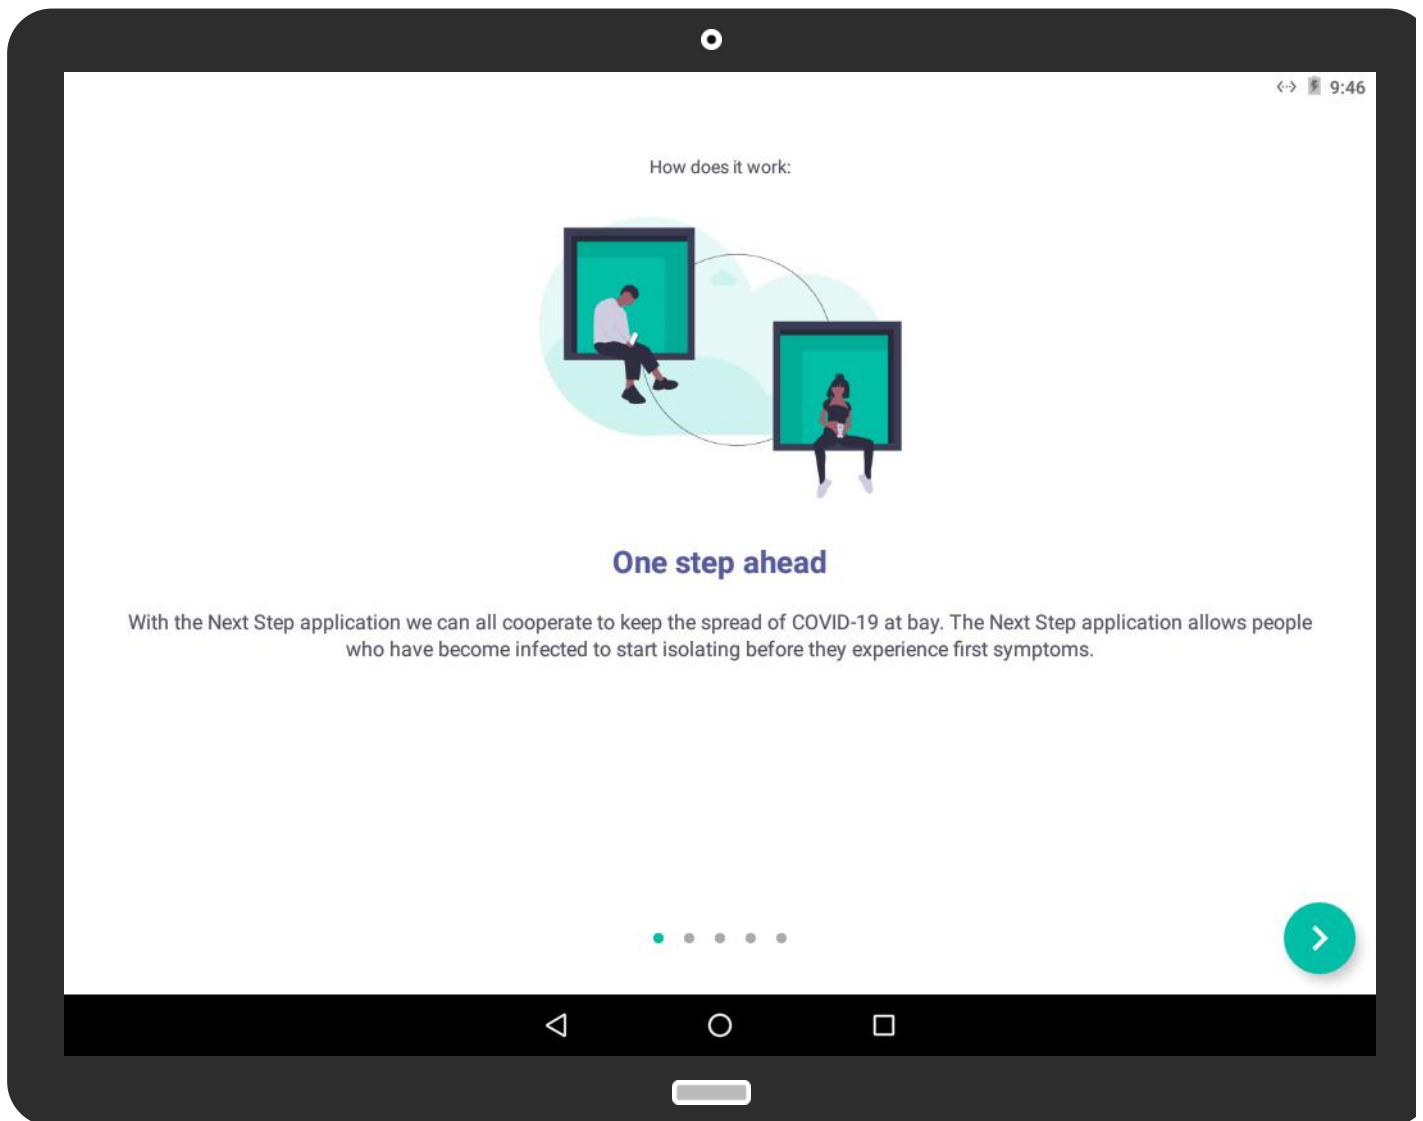 9:46
How does it work:
One step ahead
With the Next Step application we can all cooperate to keep the spread of COVID-19 at bay. The Next Step application allows people
who have become infected to start isolating before they experience first symptoms.